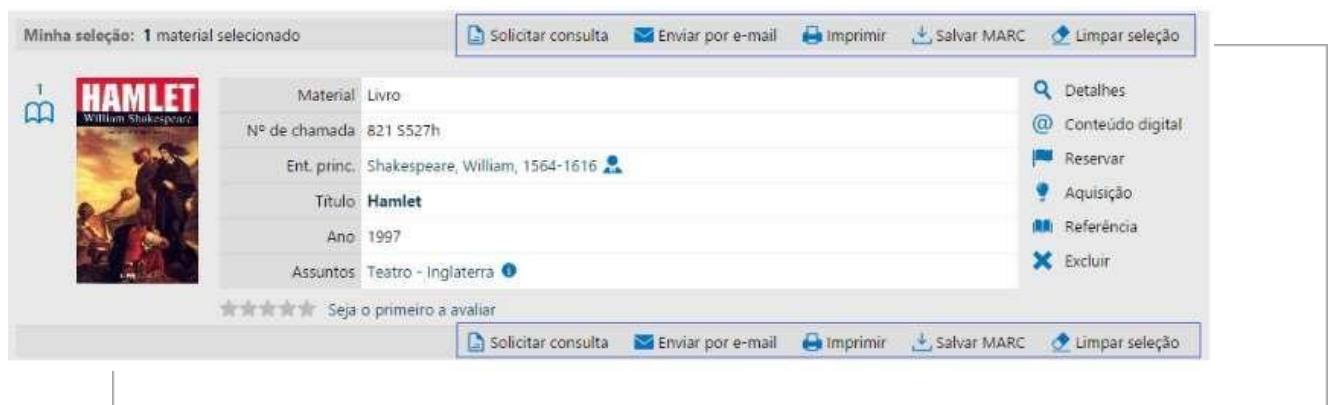 Minha seleção: 1 material selecionado
Solicitar consulta Enviar por e-mail Imprimir Salvar MARC Limpar seleção
1
HAMLET
William Shakespeare
Material Livro
Nº de chamada 821 S527h
Ent. princ. Shakespeare, William, 1564-1616
Título Hamlet
Ano 1997
Assuntos Teatro - Inglaterra
Detalhes
Conteúdo digital
Reservar
Aquisição
Referência
Excluir
Seja o primeiro a avaliar
Solicitar consulta Enviar por e-mail Imprimir Salvar MARC Limpar seleção